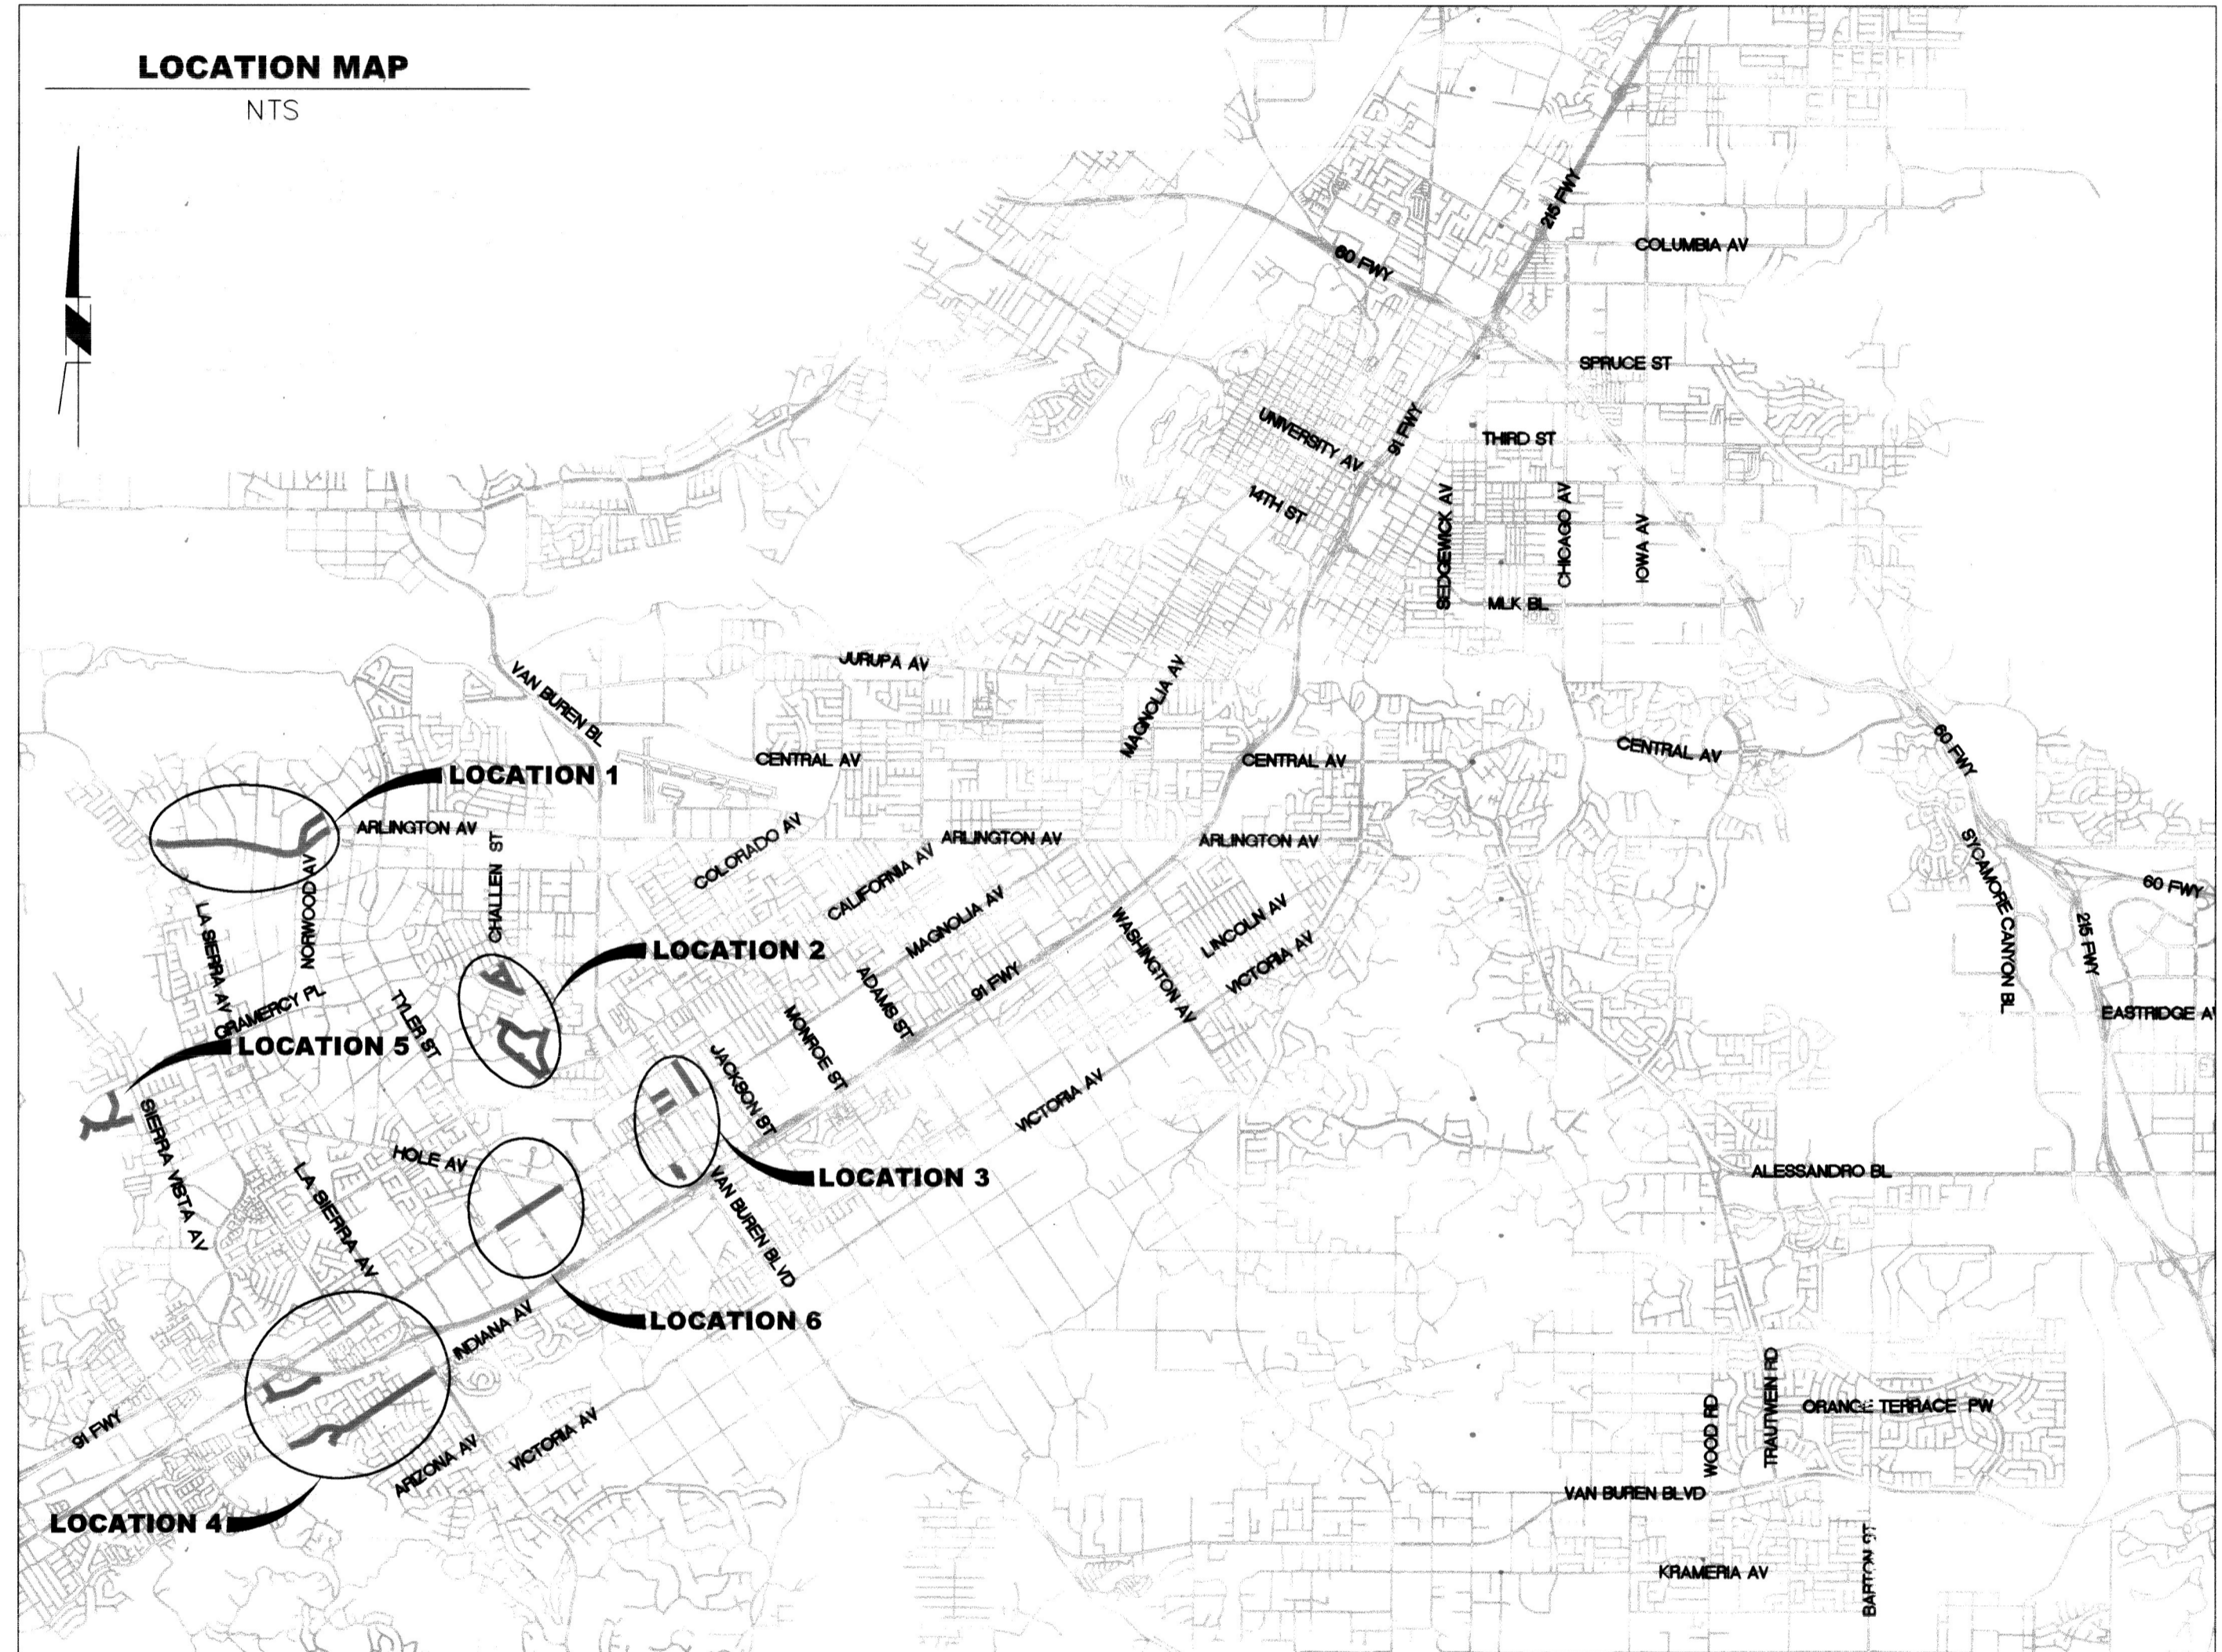 LOCATION MAP
NTS
215 FWY
COLUMBIA AV
60 FWY
SPRUCE ST
UNIVERSITY AV
91 FWY
THIRD ST
14TH ST
SEDGEWICK AV
CHICAGO AV
IOWA AV
MLK BL
JURUPA AV
VAN BUREN BL
MAGNOLIA AV
CENTRAL AV
CENTRAL AV
CENTRAL AV
60 FWY
LOCATION 1
ARLINGTON AV
CHALLEN ST
COLORADO AV
ARLINGTON AV
ARLINGTON AV
CALIFORNIA AV
NORWOOD AV
LA SIERRA AV
MAGNOLIA AV
WASHINGTON AV
LINCOLN AV
VICTORIA AV
SYCAMORE CANYON BL
60 FWY
215 FWY
LOCATION 2
GRAMERCY PL
TYLER ST
ADAMS ST
91 FWY
MONROE ST
EASTRIDGE A
LOCATION 5
JACKSON ST
VICTORIA AV
SIERRA VISTA AV
HOLE AV
LA SIERRA AV
LOCATION 3
VAN BUREN BLVD
ALESSANDRO BL
LOCATION 6
INDIANA AV
91 FWY
ARIZONA AV
VICTORIA AV
WOOD RD
TRAUTWEIN RD
ORANGE TERRACE PW
LOCATION 4
VAN BUREN BLVD
BARTON ST
KRAMERIA AV